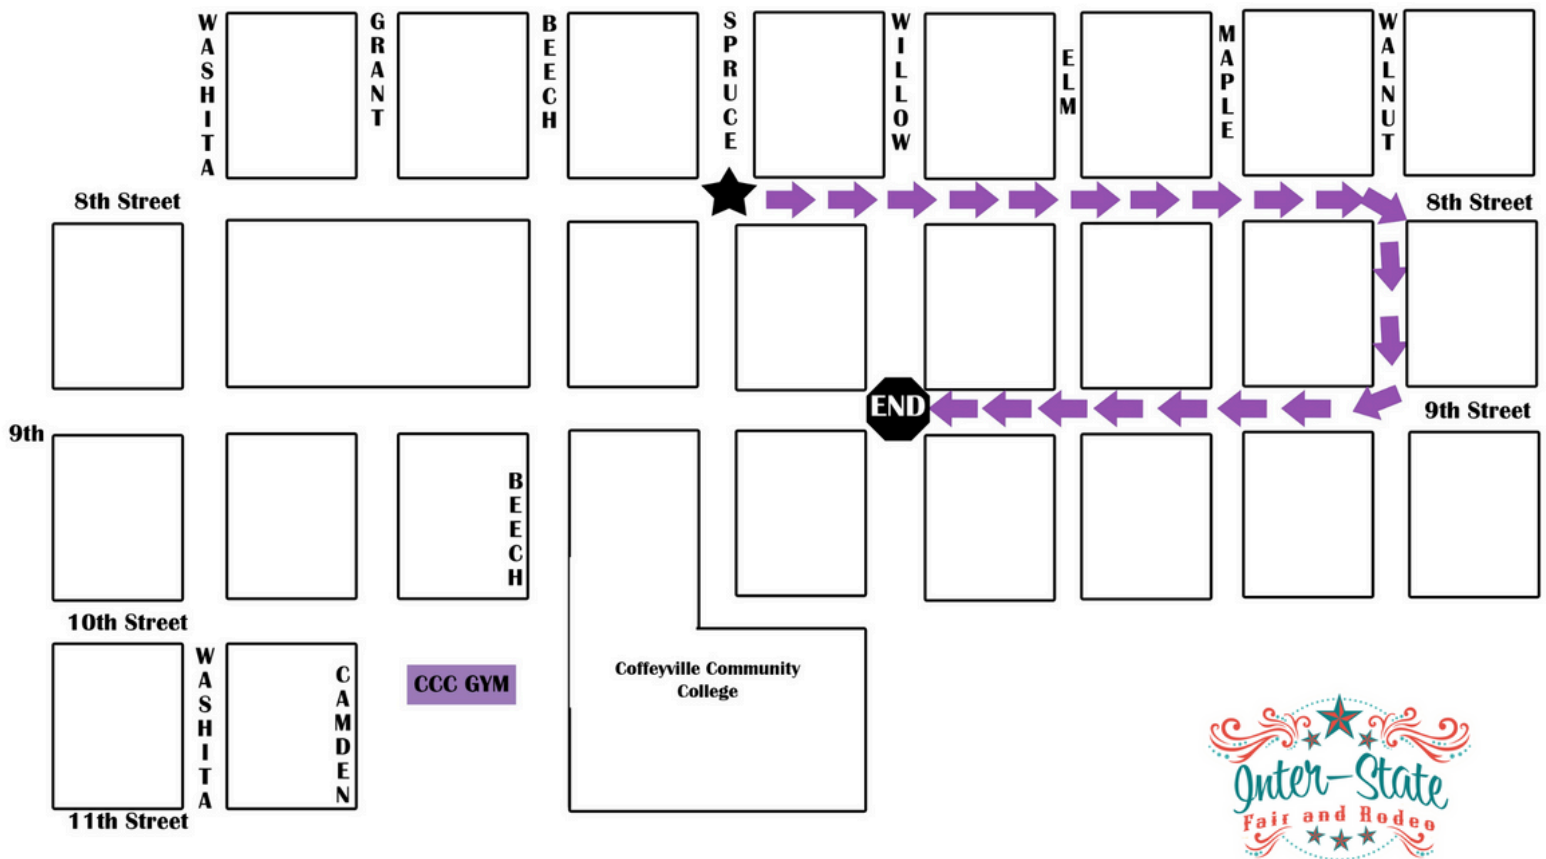 WASHITA
GRANT
BEECH
SPRUCE
WILLOW
ELM
MAPLE
WALNUT
8th Street
8th Street
END
9th Street
9th
BEECH
10th Street
WASHITA
CAMDEN
CCC GYM
Coffeyville Community
College
11th Street
Inter-State
Fair and Rodeo